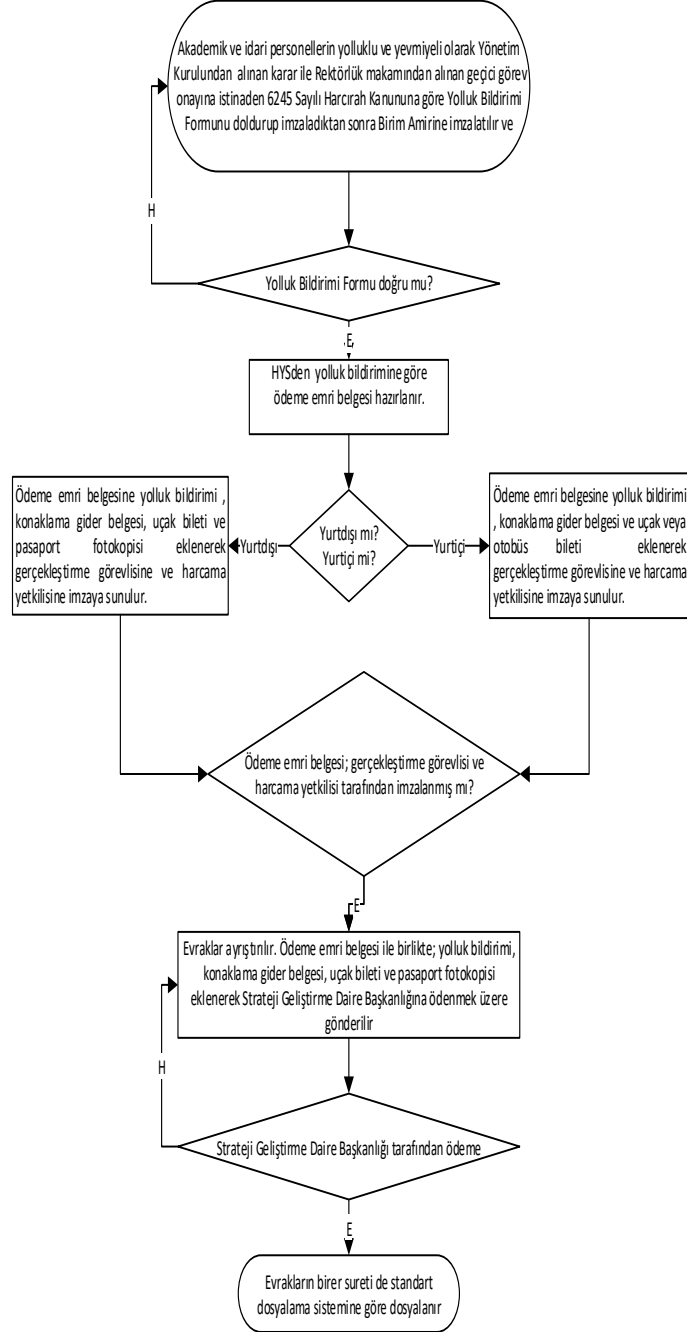 Akademik ve idari personellerin yolluklu ve yevmiyeli olarak Yönetim
Kurulundan alınan karar ile Rektörlük makamından alınan geçici görev
onayına istinaden 6245 Sayılı Harcırah Kanununa göre Yolluk Bildirimi
Formunu doldurup imzaladıktan sonra Birim Amirine imzalatılır ve
H
Yolluk Bildirimi Formu doğru mu?
E
HYSden yolluk bildirimine göre
ödeme emri belgesi hazırlanır.
Ödeme emri belgesine yolluk bildirimi ,
konaklama gider belgesi, uçak bileti ve
pasaport fotokopisi eklenerek
gerçekleştirme görevlisine ve harcama
yetkilisine imzaya sunulur.
Yurtdışı
Yurtdışı mı?
Yurtiçi mi?
Yurtiçi
Ödeme emri belgesine yolluk bildirimi
, konaklama gider belgesi ve uçak veya
otobüs bileti eklenerek
gerçekleştirme görevlisine ve harcama
yetkilisine imzaya sunulur.
Ödeme emri belgesi; gerçekleştirme görevlisi ve
harcama yetkilisi tarafından imzalanmış mı?
E
Evraklar ayrıştırılır. Ödeme emri belgesi ile birlikte; yolluk bildirimi,
konaklama gider belgesi, uçak bileti ve pasaport fotokopisi
eklenerek Strateji Geliştirme Daire Başkanlığına ödenmek üzere
gönderilir
H
Strateji Geliştirme Daire Başkanlığı tarafından ödeme
E
Evrakların birer sureti de standart
dosyalama sistemine göre dosyalanır